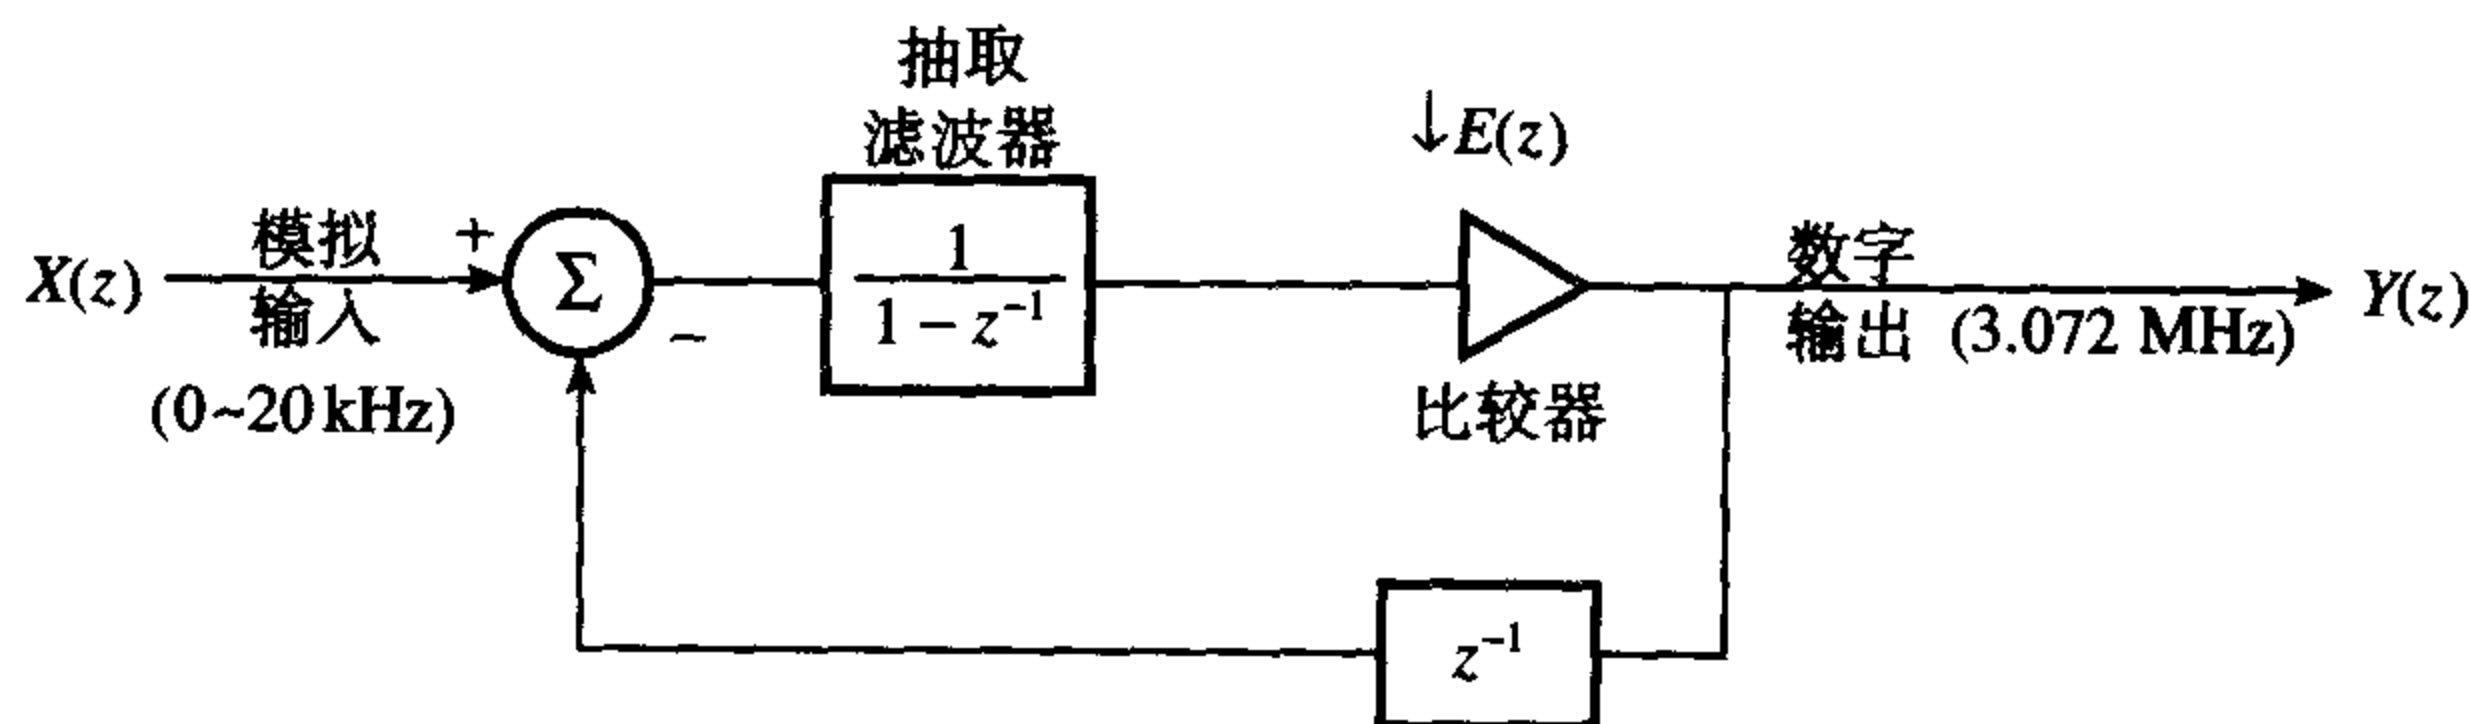 抽取
滤波器
↓E(z)
X(z)
模拟
输入
(0~20 kHz)
+
Σ
−
1
1 − z⁻¹
比较器
数字
输出 (3.072 MHz)
Y(z)
z⁻¹